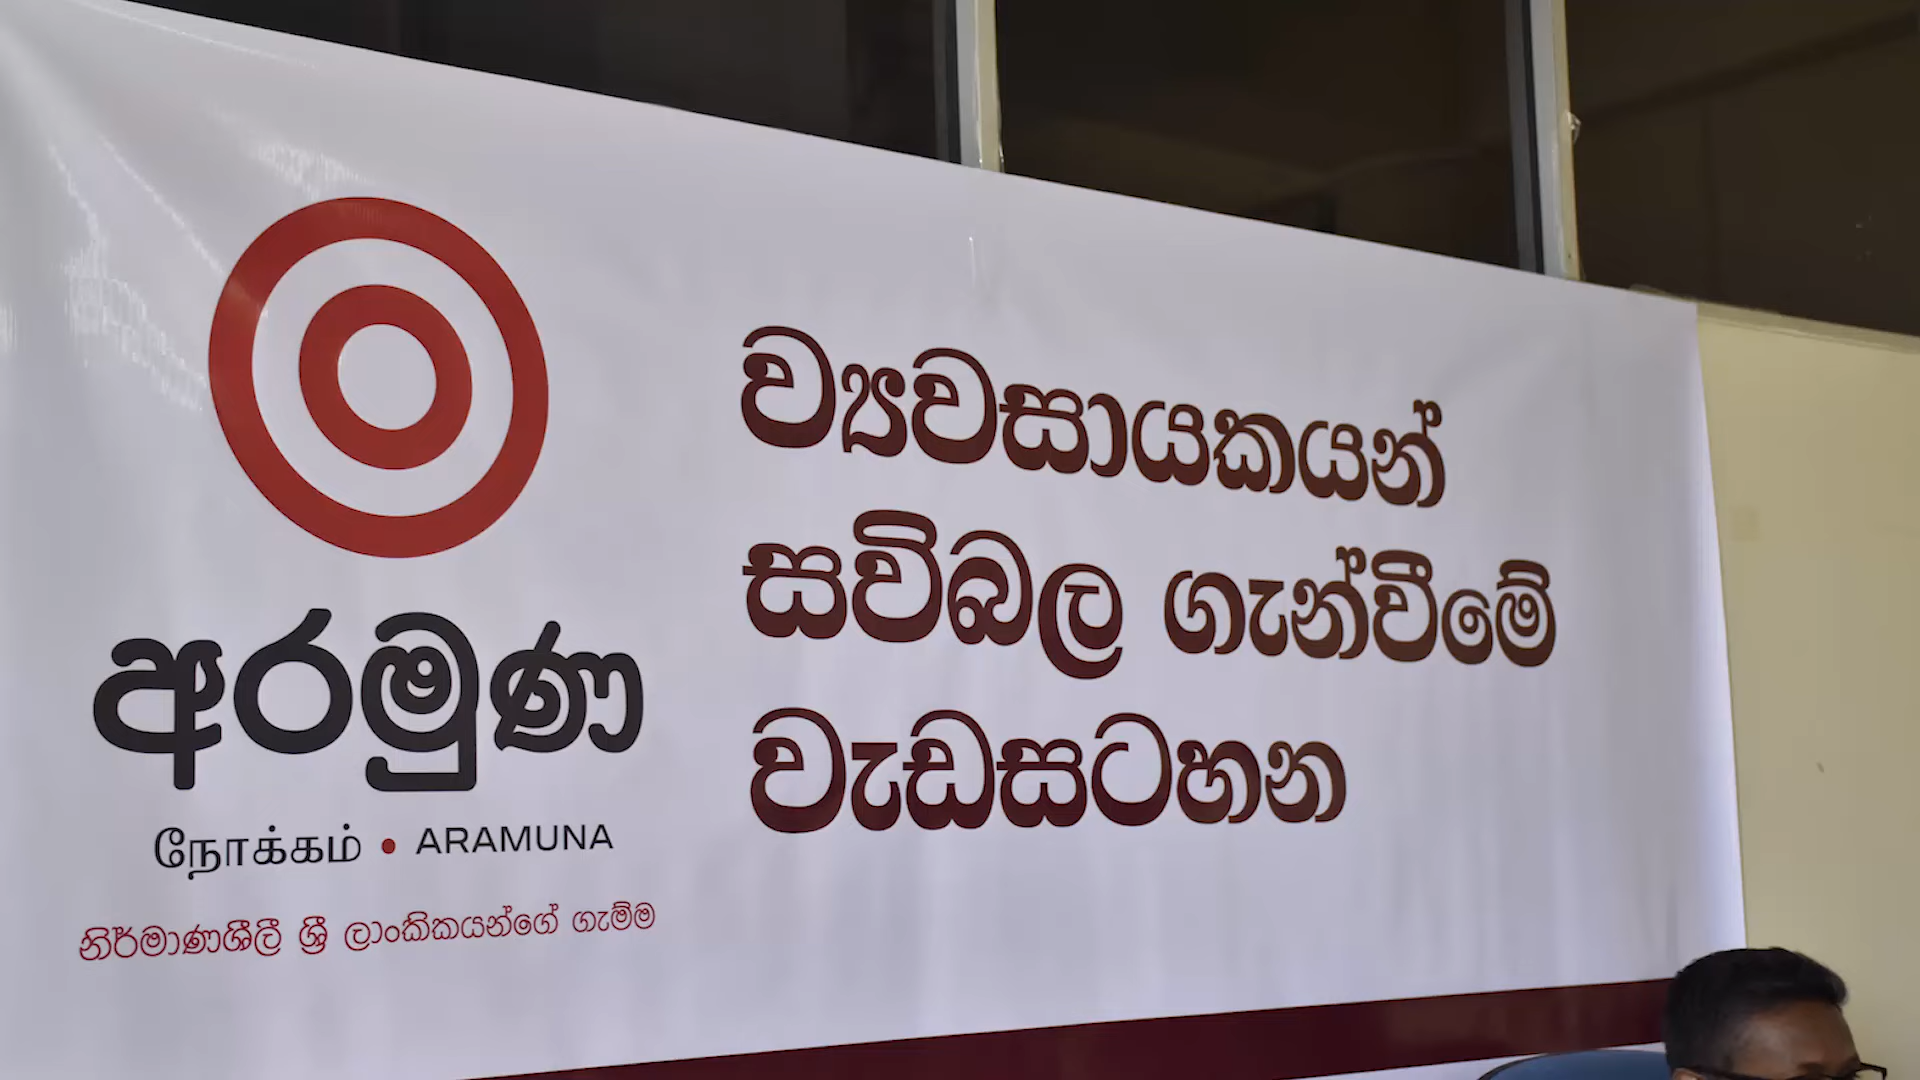 අරමුණ
நோக்கம் • ARAMUNA
නිර්මාණශීලී ශ්‍රී ලාංකිකයන්ගේ ගැම්ම
ව්‍යවසායකයන්
සවිබල ගැන්වීමේ
වැඩසටහන